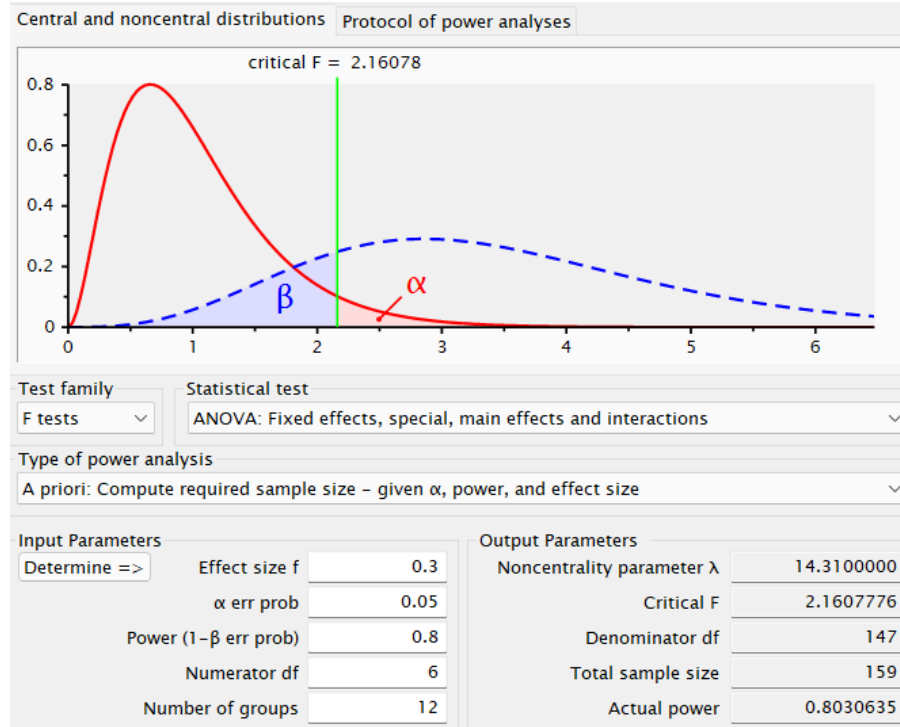 Central and noncentral distributions Protocol of power analyses
critical F = 2.16078
0.8
0.6
0.4
0.2
0
β
α
0 1 2 3 4 5 6
Test family Statistical test
F tests ANOVA: Fixed effects, special, main effects and interactions
Type of power analysis
A priori: Compute required sample size – given α, power, and effect size
Input Parameters Output Parameters
Determine => Effect size f 0.3 Noncentrality parameter λ 14.3100000
α err prob 0.05 Critical F 2.1607776
Power (1-β err prob) 0.8 Denominator df 147
Numerator df 6 Total sample size 159
Number of groups 12 Actual power 0.8030635